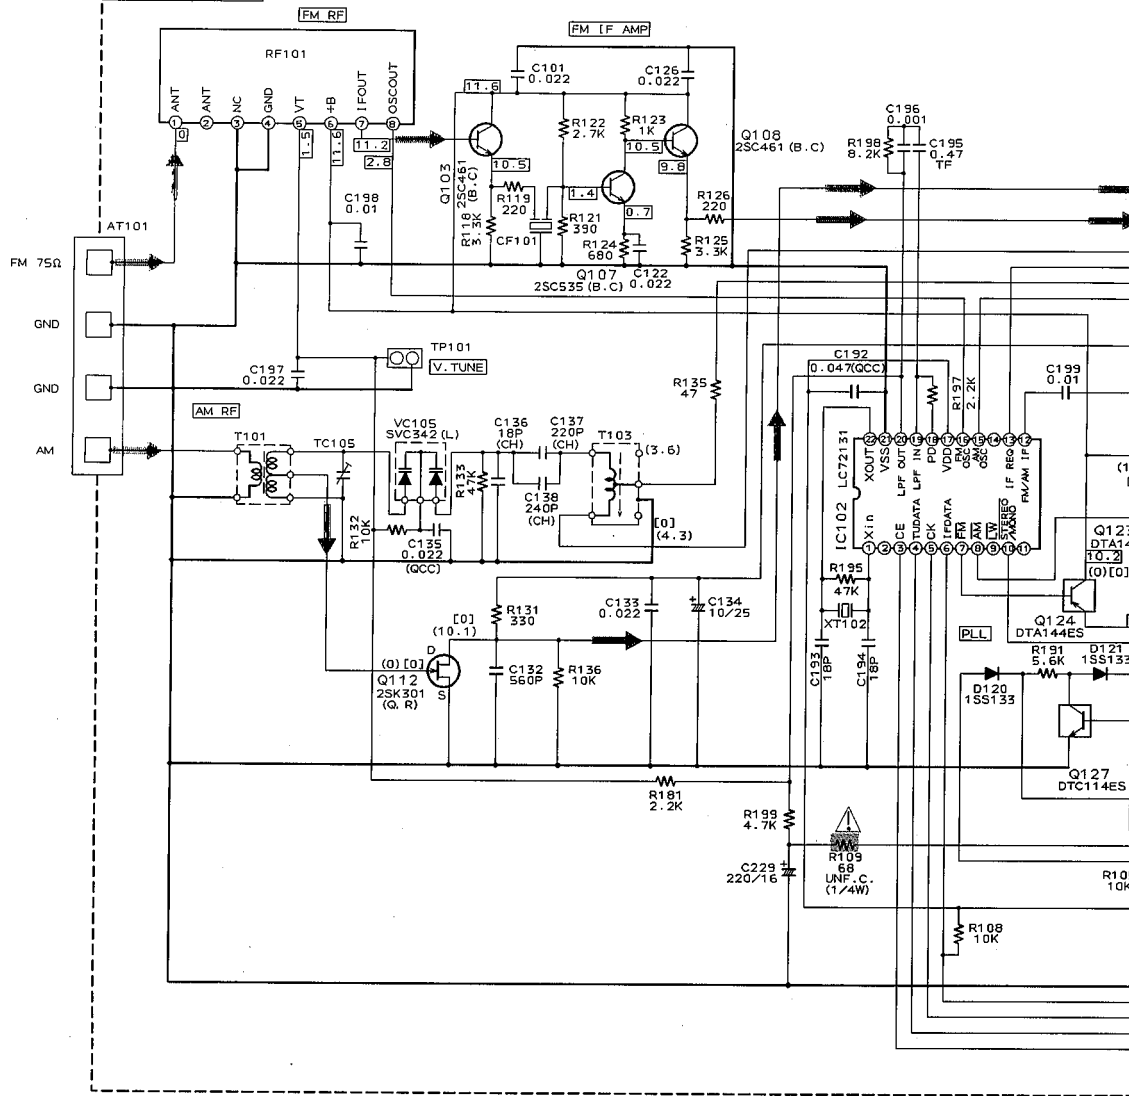 FM RF
RF101
ANT
ANT
NC
GND
VT
+B
IFOUT
OSCOUT
1
2
3
4
5
6
7
8
0
1.5
11.6
11.2
2.8
FM IF AMP
C101
0.022
C126
0.022
11.6
R122
2.7K
R123
1K
10.5
10.5
Q103
2SC461
(B.C)
R119
220
R118
3.3K
CF101
R121
390
1.4
0.7
R124
680
C122
0.022
Q107
2SC535(B.C)
9.8
Q108
2SC461(B.C)
R126
220
R125
3.3K
C196
0.001
R198
8.2K
C195
0.47
TF
C198
0.01
AT101
FM 75Ω
GND
GND
AM
C197
0.022
TP101
V.TUNE
AM RF
T101
TC105
VC105
SVC342(L)
R132
10K
C135
0.022
(QCC)
R133
47K
C136
18P
(CH)
C137
220P
(CH)
C138
240P
(CH)
T103
(3.6)
[0]
(4.3)
R135
47
C192
0.047(QCC)
R197
2.2K
C199
0.01
IC102 LC72131
22
21
20
19
18
17
16
15
14
13
12
XOUT
VSS
LPF OUT
LPF IN
PD
VDD
FM OSC
AM OSC
IF REQ
FM/AM IF
Xin
CE
TUDATA
CK
IFDATA
FM
AM
LW
STEREO
/MONO
1
2
3
4
5
6
7
8
9
10
11
R195
47K
XT102
C193
18P
C194
18P
Q123
DTA14
10.2
(0)[0]
Q124
DTA144ES
PLL
R191
5.6K
D121
1SS133
D120
1SS133
Q127
DTC114ES
R131
330
[0]
(10.1)
D
(0)[0]
Q112
2SK301
(Q.R)
S
C132
560P
R136
10K
C133
0.022
+
C134
10/25
R181
2.2K
R199
4.7K
C229
220/16
+
R109
68
UNF.C.
(1/4W)
R108
10K
R10
10K